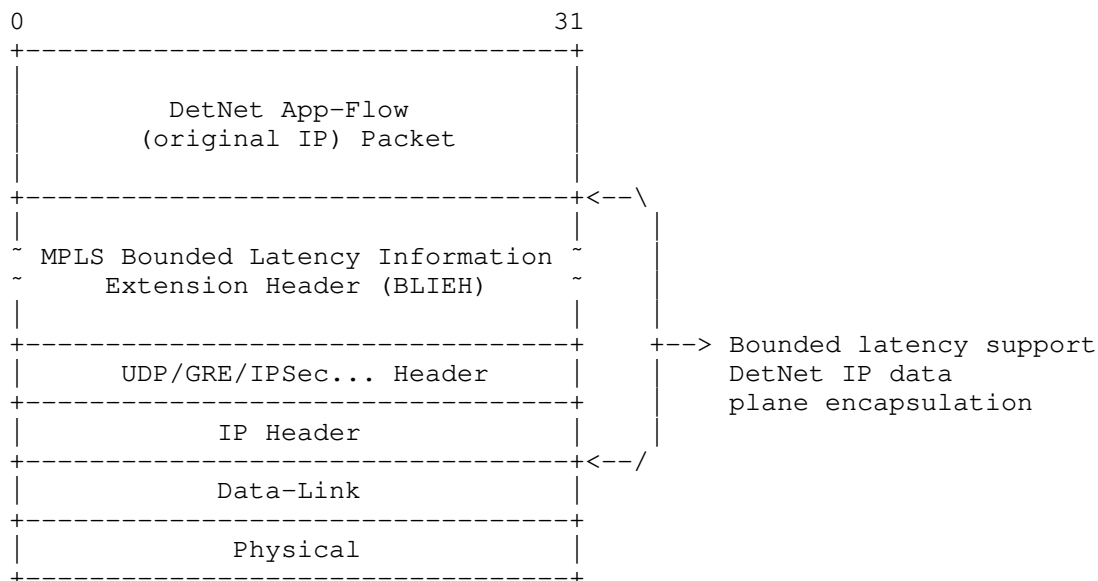 0 31
DetNet App-Flow
(original IP) Packet
<--\
~ MPLS Bounded Latency Information ~
~ Extension Header (BLIEH) ~
+--> Bounded latency support
UDP/GRE/IPSec... Header DetNet IP data
plane encapsulation
IP Header
<--/
Data-Link
Physical